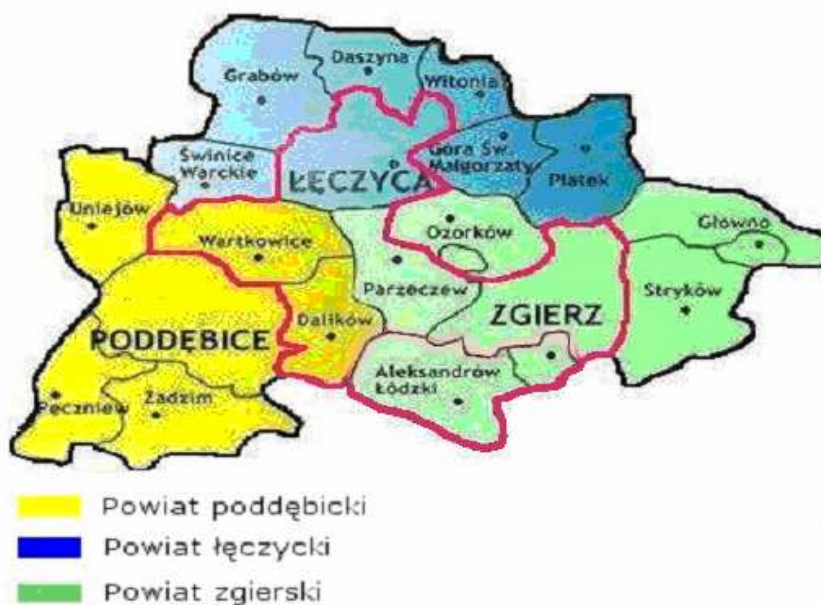 Daszyna
Grabów
Witonia
Świnice
Warckie
ŁĘCZYCA
Góra Św.
Małgorzaty
Piątek
Uniejów
Wartkowice
Ozorków
Głowno
Parzęczew
Stryków
Dalików
ZGIERZ
PODDĘBICE
Aleksandrów
Łódzki
Pęczniew
Zadzim
Powiat poddębicki
Powiat łęczycki
Powiat zgierski